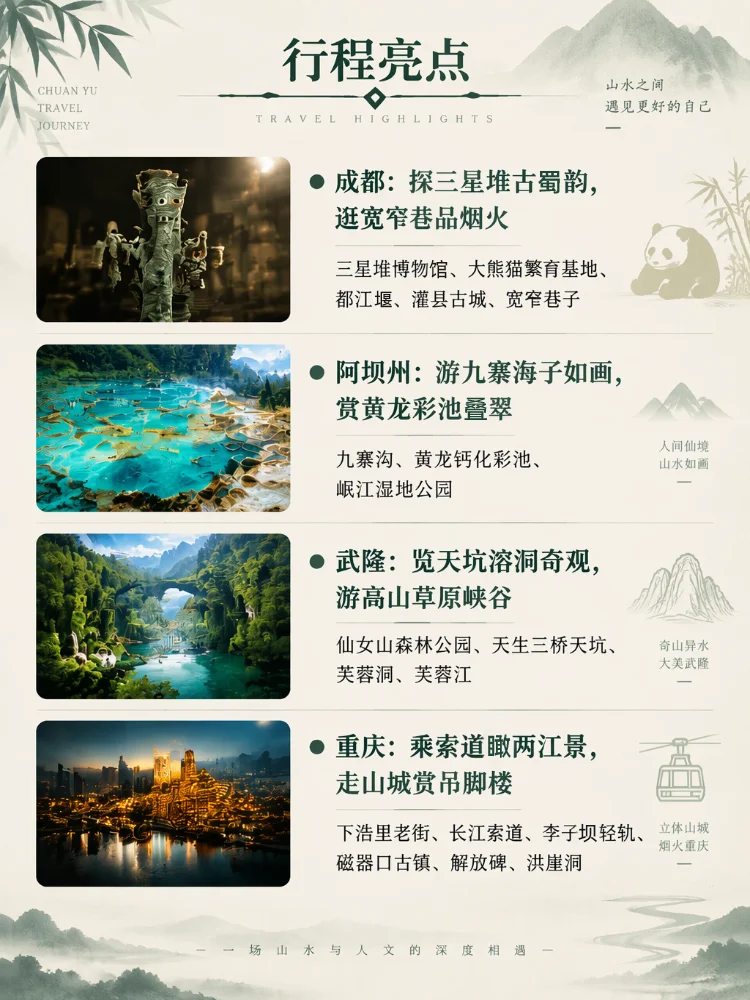 行程亮点
TRAVEL HIGHLIGHTS
CHUAN YU
TRAVEL
JOURNEY
山水之间
遇见更好的自己
成都：探三星堆古蜀韵，
逛宽窄巷品烟火
三星堆博物馆、大熊猫繁育基地、
都江堰、灌县古城、宽窄巷子
阿坝州：游九寨海子如画，
赏黄龙彩池叠翠
九寨沟、黄龙钙化彩池、
岷江湿地公园
人间仙境
山水如画
武隆：览天坑溶洞奇观，
游高山草原峡谷
仙女山森林公园、天生三桥天坑、
芙蓉洞、芙蓉江
奇山异水
大美武隆
重庆：乘索道瞰两江景，
走山城赏吊脚楼
下浩里老街、长江索道、李子坝轻轨、
磁器口古镇、解放碑、洪崖洞
立体山城
烟火重庆
一场山水与人文的深度相遇